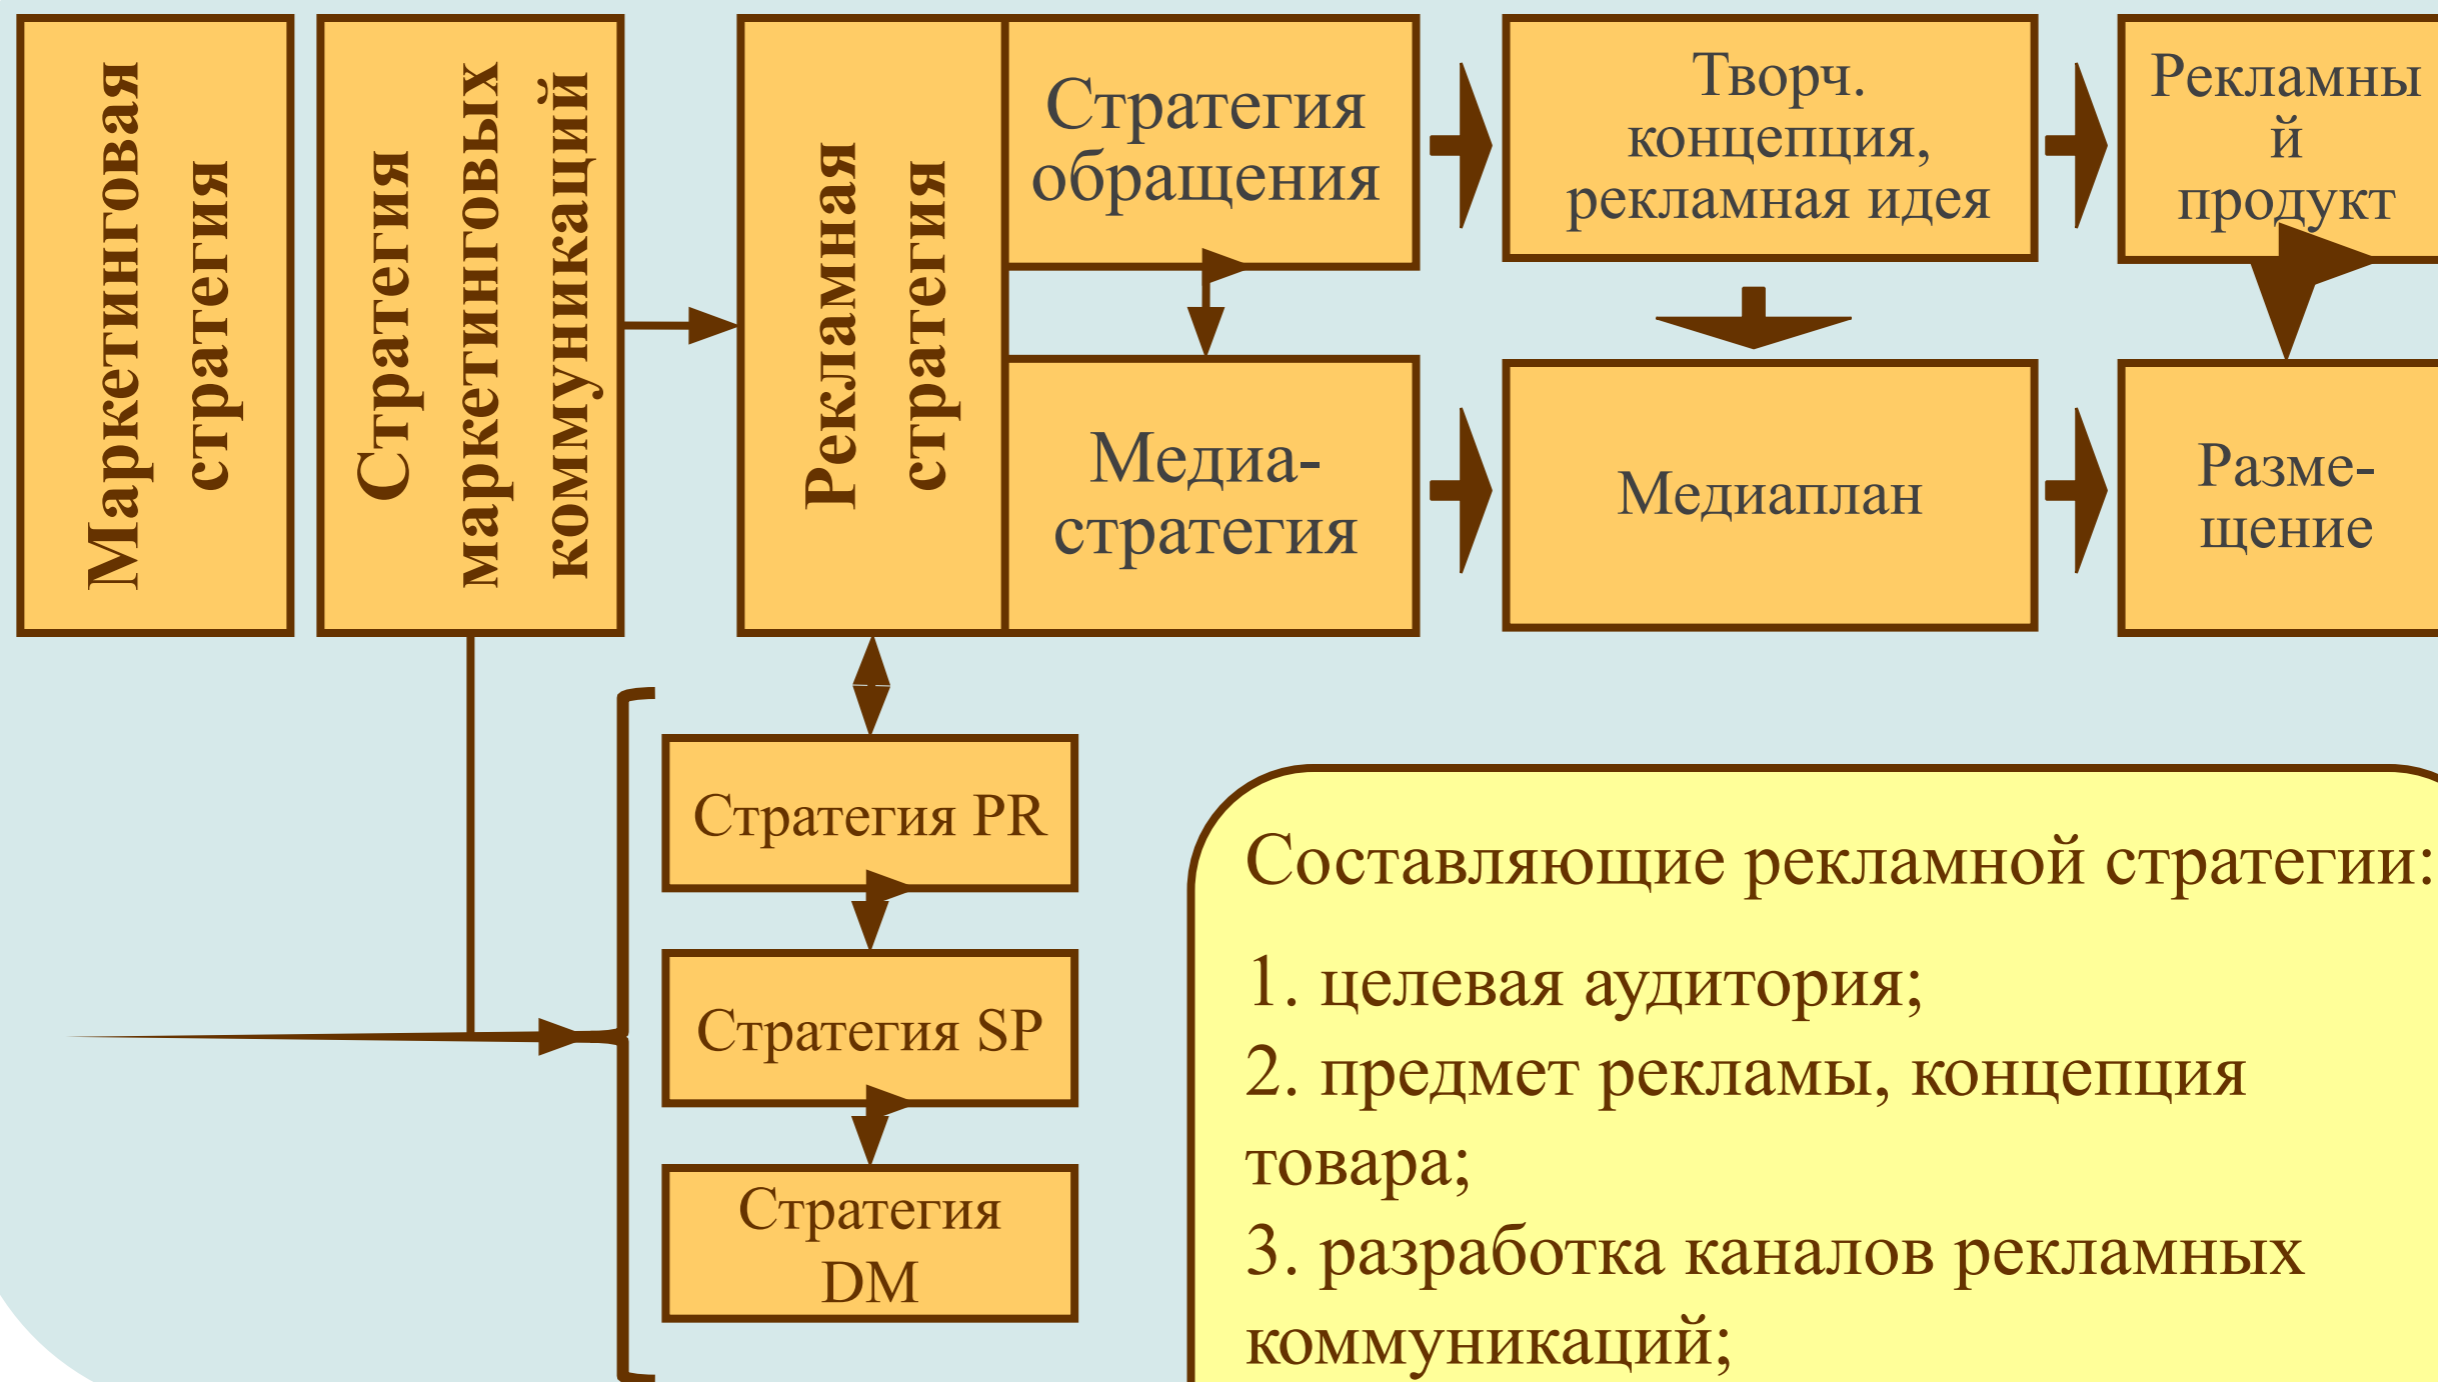 Маркетинговая
стратегия
Стратегия
маркетинговых
коммуникаций
Рекламная
стратегия
Стратегия
обращения
Творч.
концепция,
рекламная идея
Рекламны
й
продукт
Медиа-
стратегия
Медиаплан
Разме-
щение
Стратегия PR
Стратегия SP
Стратегия
DM
Составляющие рекламной стратегии:
1. целевая аудитория;
2. предмет рекламы, концепция
товара;
3. разработка каналов рекламных
коммуникаций;